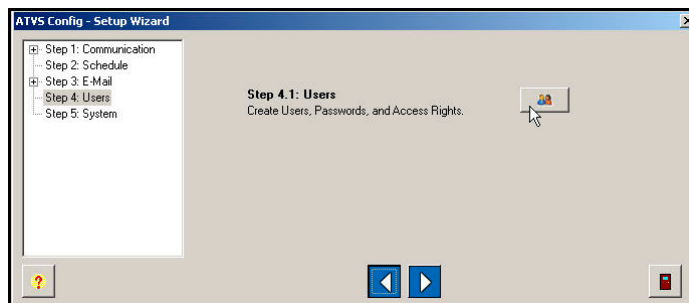 ATVS Config - Setup Wizard
Step 1: Communication
Step 2: Schedule
Step 3: E-Mail
Step 4: Users
Step 5: System
Step 4.1: Users
Create Users, Passwords, and Access Rights.
?